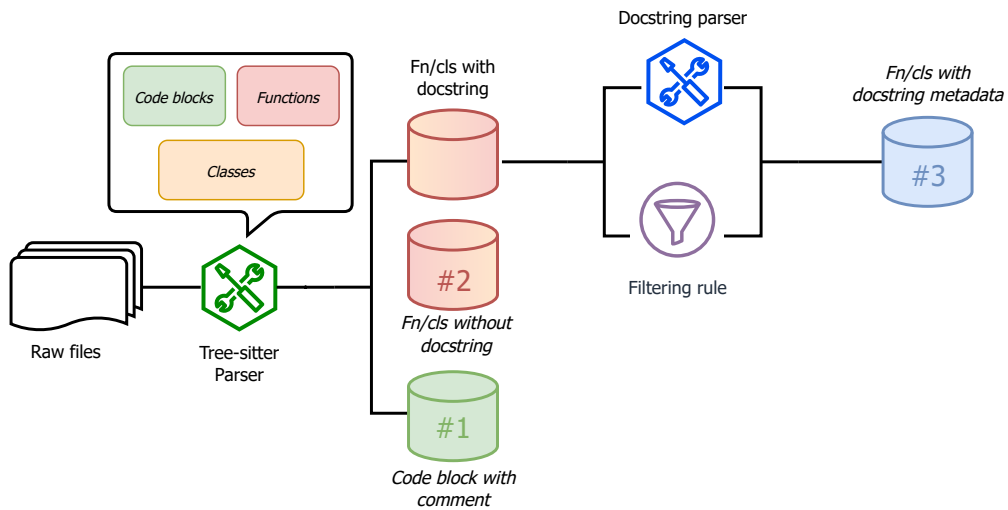 Docstring parser
Code blocks
Functions
Classes
Fn/cls with
docstring
Fn/cls with
docstring metadata
#3
#2
Filtering rule
Fn/cls without
docstring
Raw files
Tree-sitter
Parser
#1
Code block with
comment